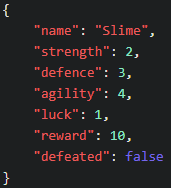 {
    "name": "Slime",
    "strength": 2,
    "defence": 3,
    "agility": 4,
    "luck": 1,
    "reward": 10,
    "defeated": false
}